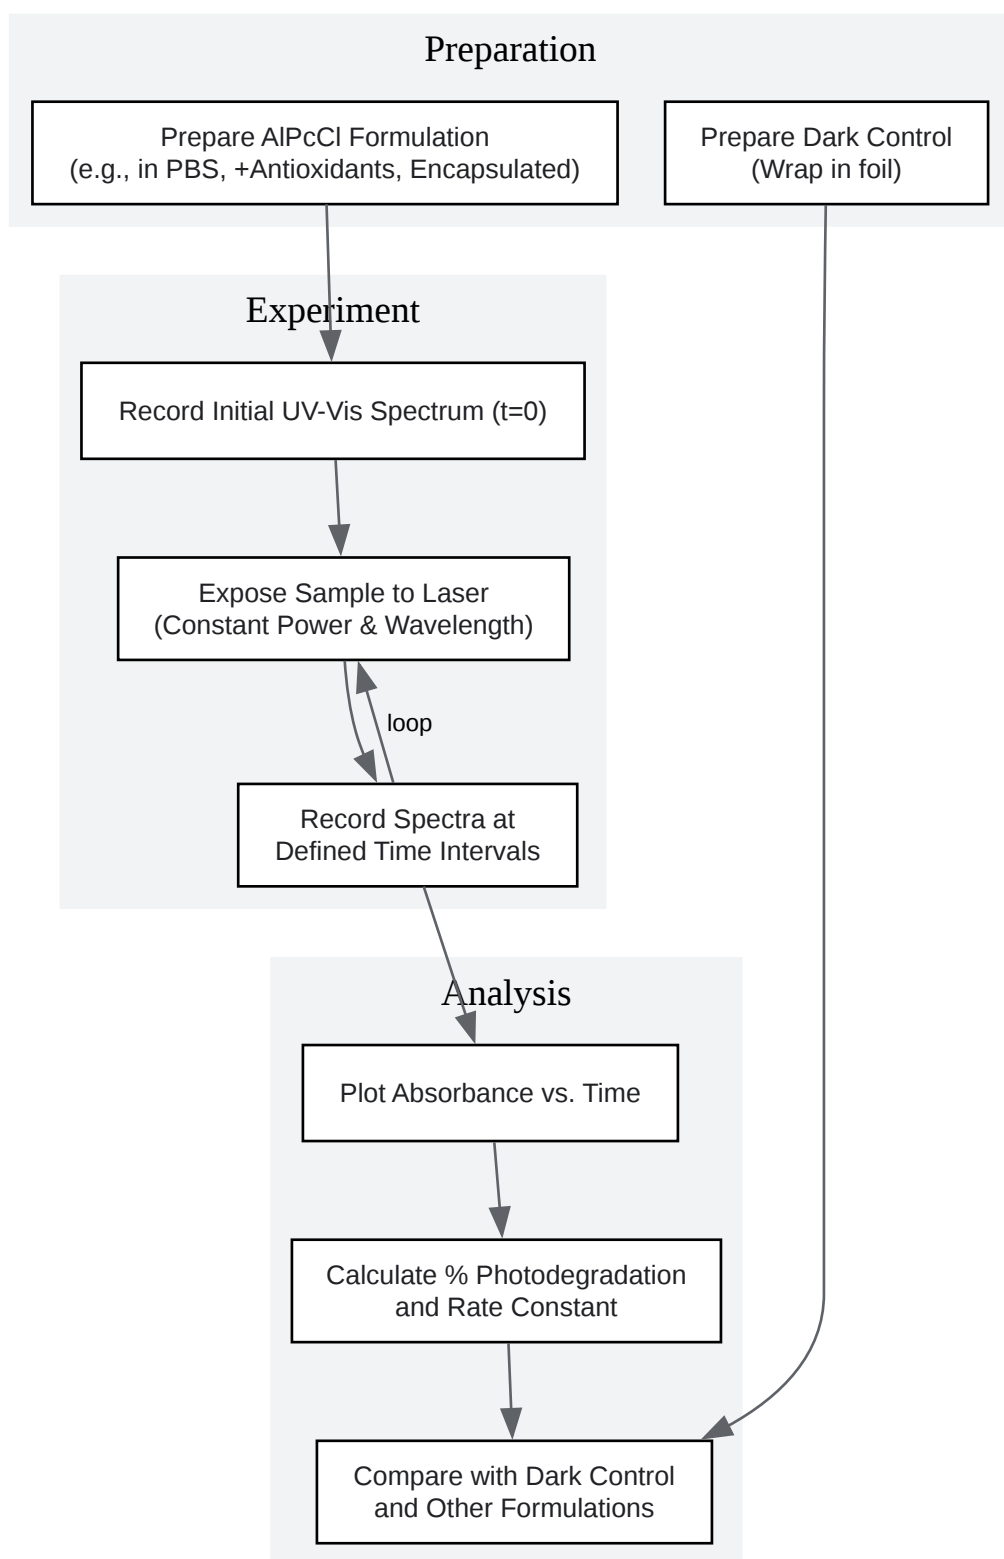 Preparation
Prepare AlPcCl Formulation
(e.g., in PBS, +Antioxidants, Encapsulated)
Prepare Dark Control
(Wrap in foil)
Experiment
Record Initial UV-Vis Spectrum (t=0)
Expose Sample to Laser
(Constant Power & Wavelength)
loop
Record Spectra at
Defined Time Intervals
Analysis
Plot Absorbance vs. Time
Calculate % Photodegradation
and Rate Constant
Compare with Dark Control
and Other Formulations